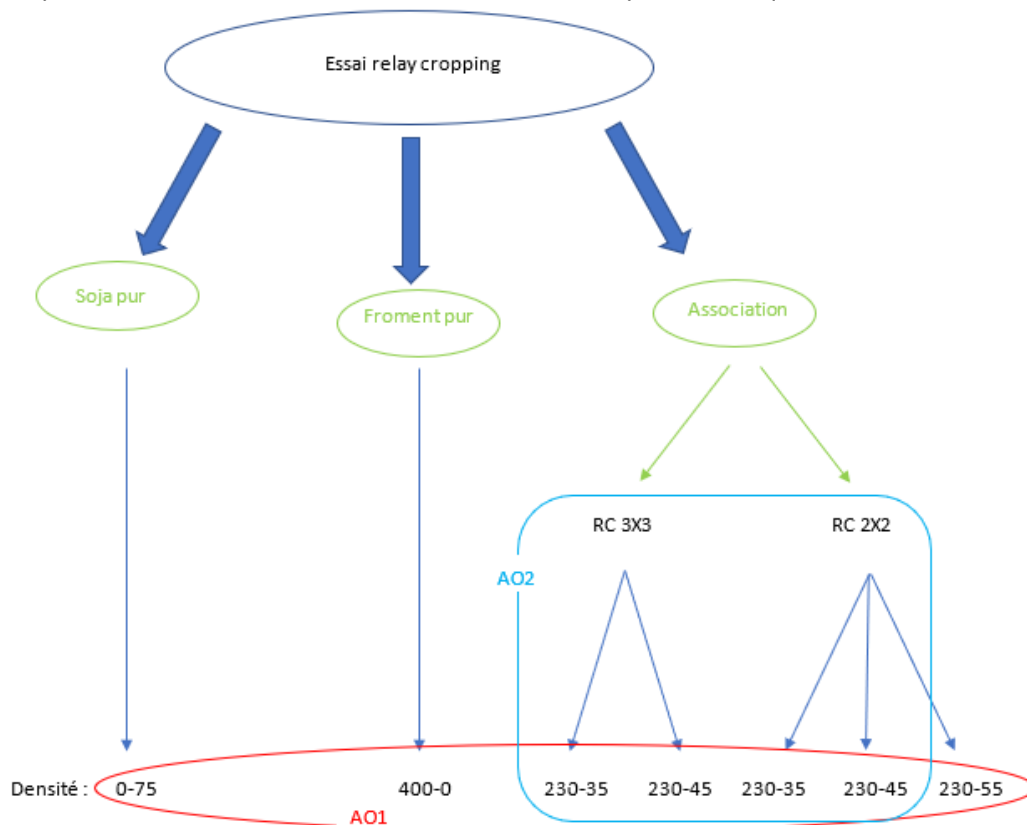 Essai relay cropping
Soja pur
Froment pur
Association
RC 3X3
RC 2X2
AO2
Densité : 0-75 400-0 230-35 230-45 230-35 230-45 230-55
AO1